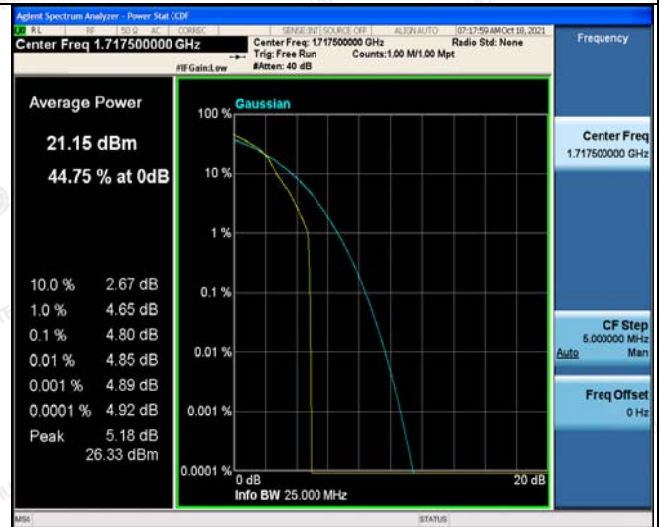 Agilent Spectrum Analyzer - Power Stat CCDF
RL RF 50 Ω AC CORREC SENSE:INT SOURCE OFF ALIGN AUTO 07:17:59 AM Oct 18, 2021
Center Freq 1.717500000 GHz
Center Freq: 1.717500000 GHz
Radio Std: None
Trig: Free Run Counts:1.00 M/1.00 Mpt
#IFGain:Low #Atten: 40 dB
Frequency
Average Power
21.15 dBm
44.75 % at 0dB
10.0 % 2.67 dB
1.0 % 4.65 dB
0.1 % 4.80 dB
0.01 % 4.85 dB
0.001 % 4.89 dB
0.0001 % 4.92 dB
Peak 5.18 dB
26.33 dBm
Gaussian
100 %
10 %
1 %
0.1 %
0.01 %
0.001 %
0.0001 %
0 dB 20 dB
Info BW 25.000 MHz
Center Freq
1.717500000 GHz
CF Step
5.000000 MHz
Auto Man
Freq Offset
0 Hz
MSG STATUS